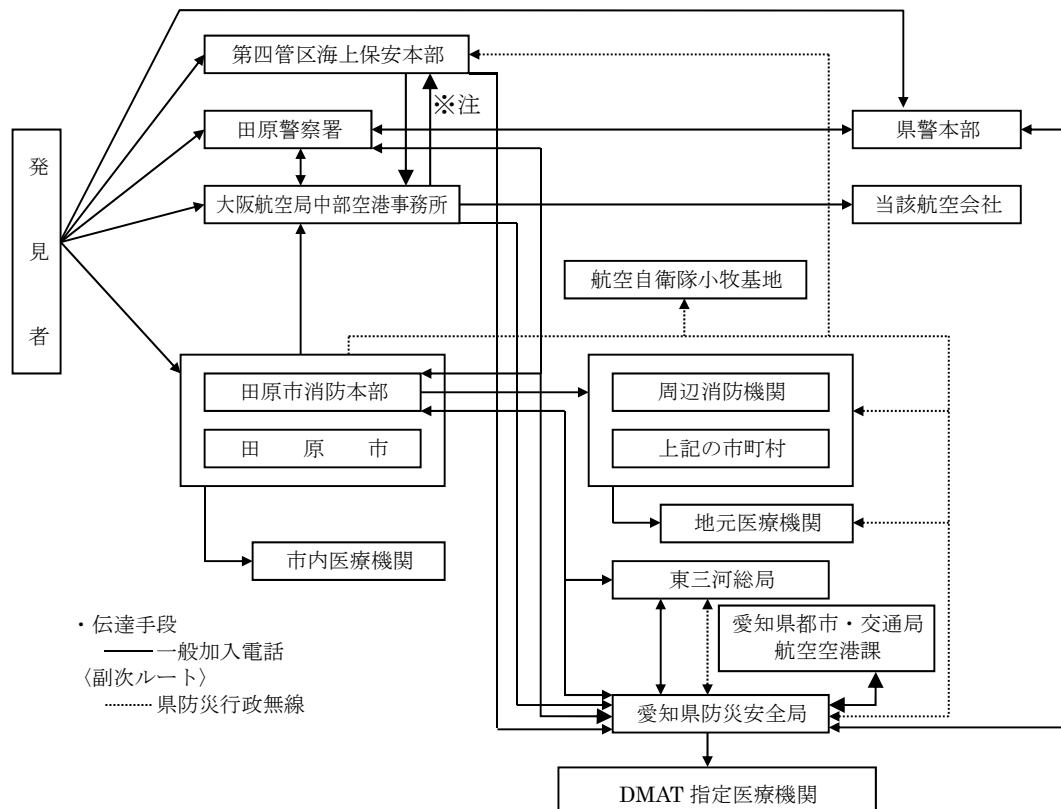 第四管区海上保安本部
※注
田原警察署
県警本部
発見者
大阪航空局中部空港事務所
当該航空会社
航空自衛隊小牧基地
田原市消防本部
周辺消防機関
田原市
上記の市町村
地元医療機関
市内医療機関
東三河総局
・伝達手段
一般加入電話
〈副次ルート〉
県防災行政無線
愛知県都市・交通局
航空空港課
愛知県防災安全局
DMAT 指定医療機関